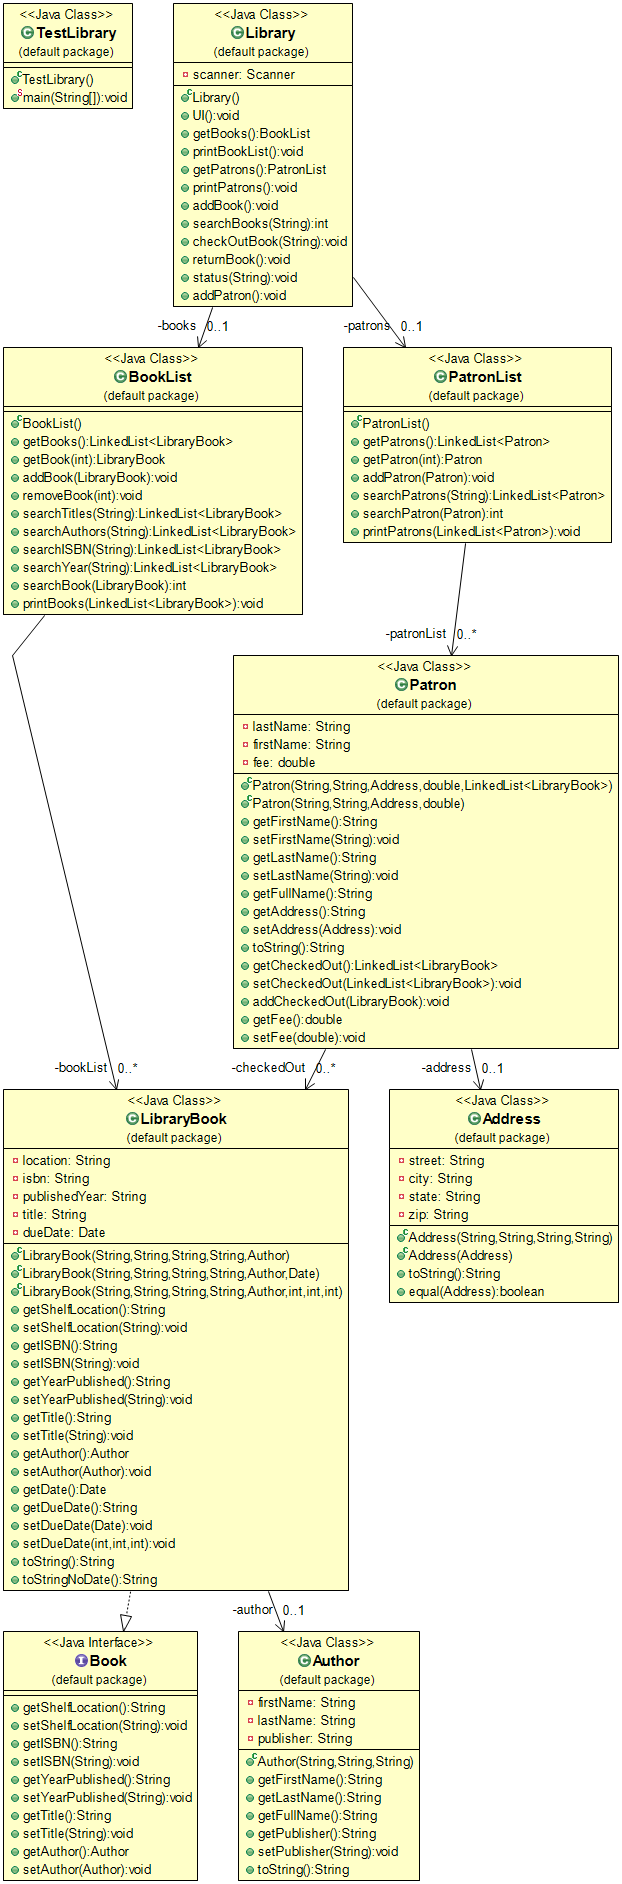 <<Java Class>>
TestLibrary
(default package)
TestLibrary()
main(String[]):void
<<Java Class>>
Library
(default package)
scanner: Scanner
Library()
UI():void
getBooks():BookList
printBookList():void
getPatrons():PatronList
printPatrons():void
addBook():void
searchBooks(String):int
checkOutBook(String):void
returnBook():void
status(String):void
addPatron():void
-books 0..1
-patrons 0..1
<<Java Class>>
BookList
(default package)
BookList()
getBooks():LinkedList<LibraryBook>
getBook(int):LibraryBook
addBook(LibraryBook):void
removeBook(int):void
searchTitles(String):LinkedList<LibraryBook>
searchAuthors(String):LinkedList<LibraryBook>
searchISBN(String):LinkedList<LibraryBook>
searchYear(String):LinkedList<LibraryBook>
searchBook(LibraryBook):int
printBooks(LinkedList<LibraryBook>):void
<<Java Class>>
PatronList
(default package)
PatronList()
getPatrons():LinkedList<Patron>
getPatron(int):Patron
addPatron(Patron):void
searchPatrons(String):LinkedList<Patron>
searchPatron(Patron):int
printPatrons(LinkedList<Patron>):void
-patronList 0..*
<<Java Class>>
Patron
(default package)
lastName: String
firstName: String
fee: double
Patron(String,String,Address,double,LinkedList<LibraryBook>)
Patron(String,String,Address,double)
getFirstName():String
setFirstName(String):void
getLastName():String
setLastName(String):void
getFullName():String
getAddress():String
setAddress(Address):void
toString():String
getCheckedOut():LinkedList<LibraryBook>
setCheckedOut(LinkedList<LibraryBook>):void
addCheckedOut(LibraryBook):void
getFee():double
setFee(double):void
-bookList 0..*
-checkedOut 0..*
-address 0..1
<<Java Class>>
LibraryBook
(default package)
location: String
isbn: String
publishedYear: String
title: String
dueDate: Date
LibraryBook(String,String,String,String,Author)
LibraryBook(String,String,String,String,Author,Date)
LibraryBook(String,String,String,String,Author,int,int,int)
getShelfLocation():String
setShelfLocation(String):void
getISBN():String
setISBN(String):void
getYearPublished():String
setYearPublished(String):void
getTitle():String
setTitle(String):void
getAuthor():Author
setAuthor(Author):void
getDate():Date
getDueDate():String
setDueDate(Date):void
setDueDate(int,int,int):void
toString():String
toStringNoDate():String
<<Java Class>>
Address
(default package)
street: String
city: String
state: String
zip: String
Address(String,String,String,String)
Address(Address)
toString():String
equal(Address):boolean
-author 0..1
<<Java Interface>>
Book
(default package)
getShelfLocation():String
setShelfLocation(String):void
getISBN():String
setISBN(String):void
getYearPublished():String
setYearPublished(String):void
getTitle():String
setTitle(String):void
getAuthor():Author
setAuthor(Author):void
<<Java Class>>
Author
(default package)
firstName: String
lastName: String
publisher: String
Author(String,String,String)
getFirstName():String
getLastName():String
getFullName():String
getPublisher():String
setPublisher(String):void
toString():String